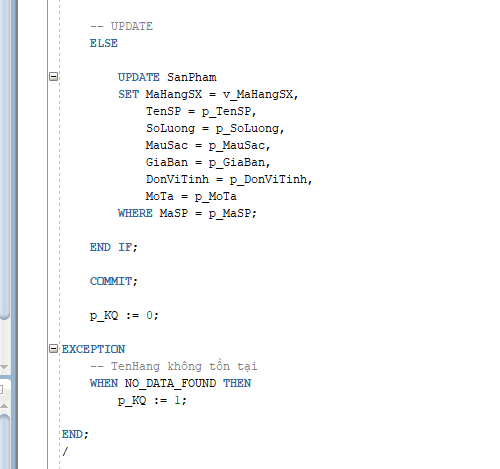 -- UPDATE
ELSE
UPDATE SanPham
SET MaHangSX = v_MaHangSX,
TenSP = p_TenSP,
SoLuong = p_SoLuong,
MauSac = p_MauSac,
GiaBan = p_GiaBan,
DonViTinh = p_DonViTinh,
MoTa = p_MoTa
WHERE MaSP = p_MaSP;
END IF;
COMMIT;
p_KQ := 0;
EXCEPTION
-- TenHang không tồn tại
WHEN NO_DATA_FOUND THEN
p_KQ := 1;
END;
/